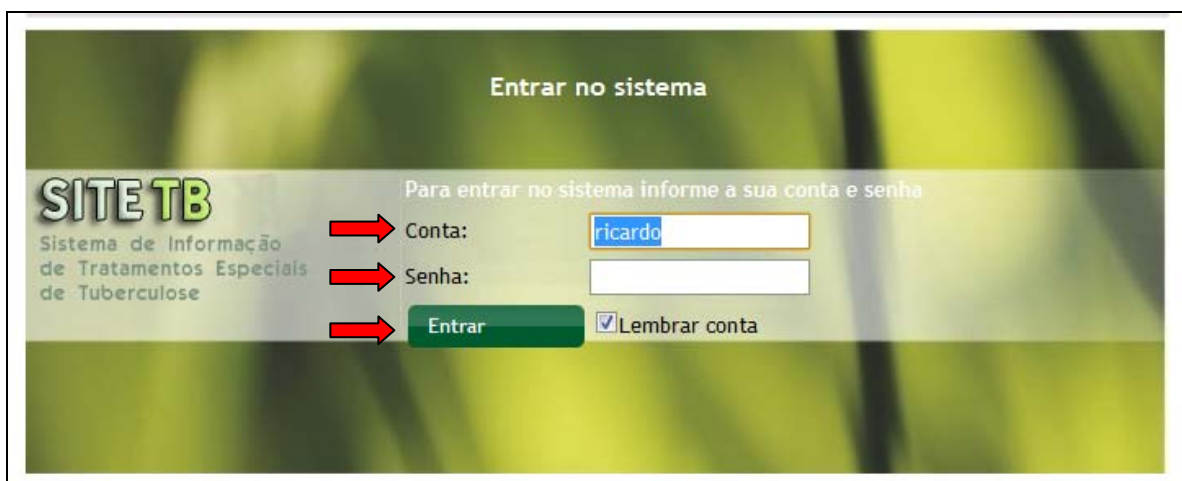 Entrar no sistema
SITETB
Sistema de Informação
de Tratamentos Especiais
de Tuberculose
Para entrar no sistema informe a sua conta e senha
Conta:
ricardo
Senha:
Entrar
Lembrar conta